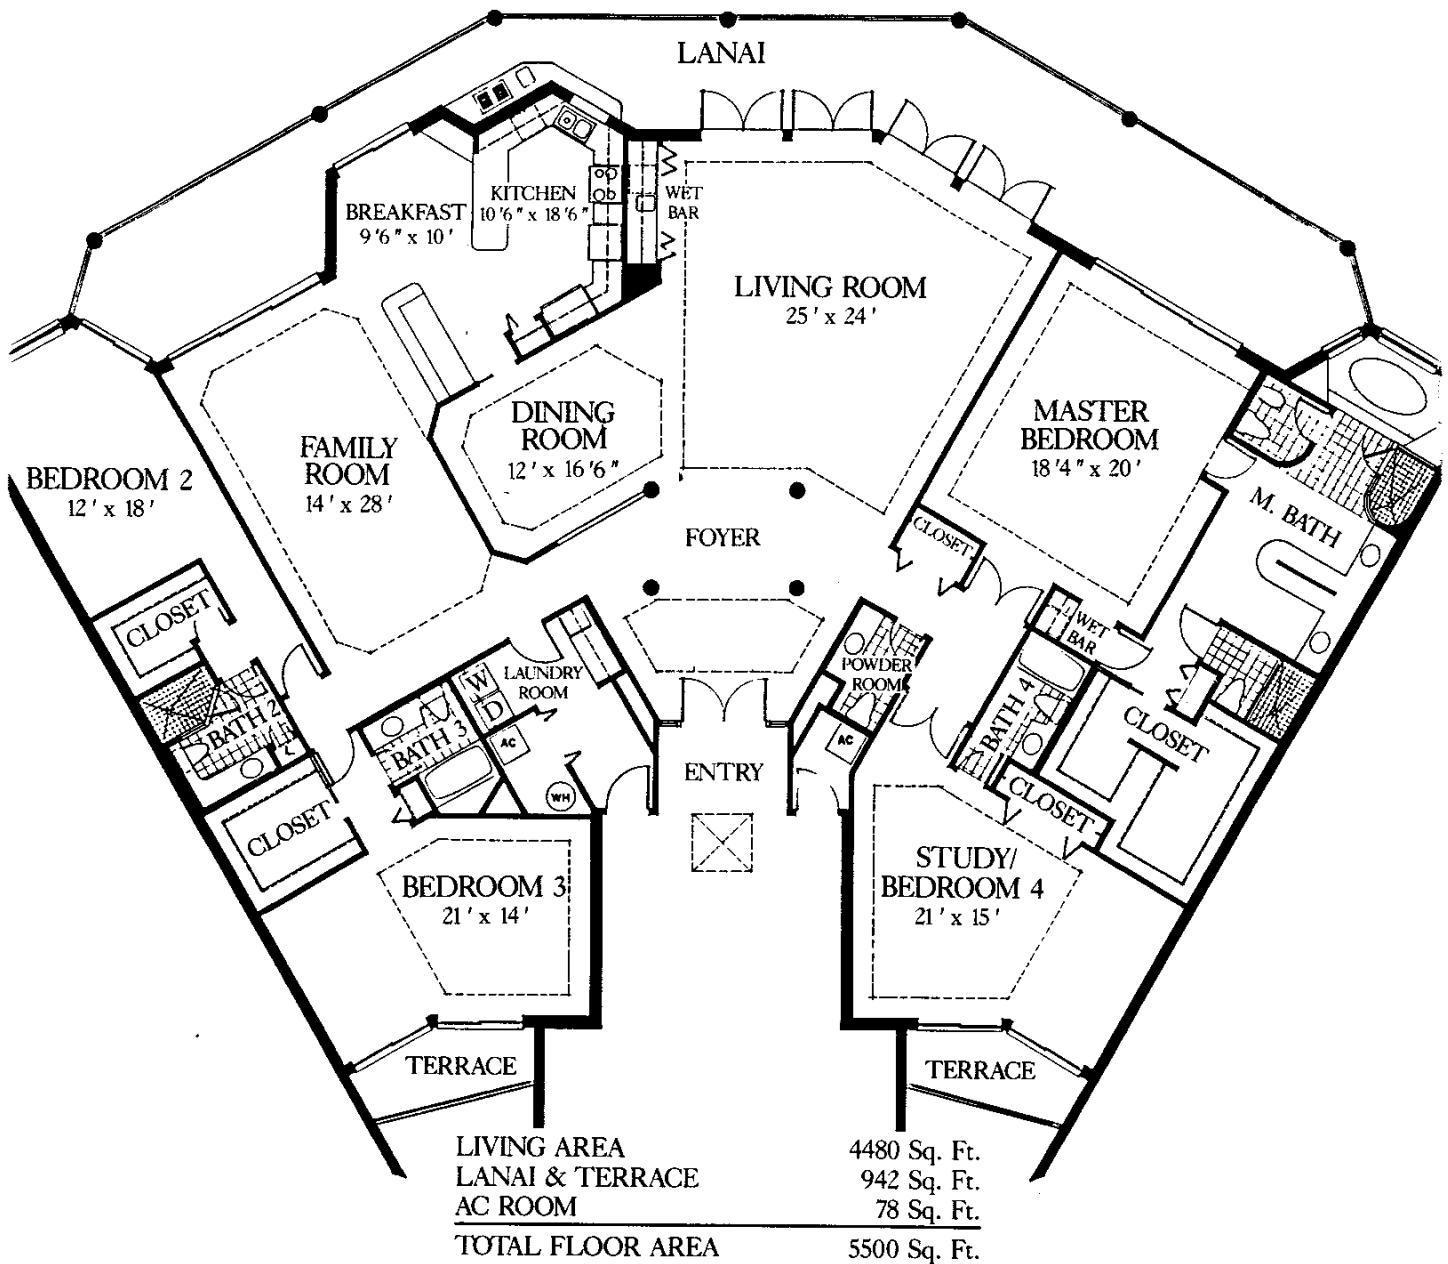 LANAI
KITCHEN
10'6" x 18'6"
WET
BAR
BREAKFAST
9'6" x 10'
LIVING ROOM
25' x 24'
DINING
ROOM
12' x 16'6"
MASTER
BEDROOM
18'4" x 20'
FAMILY
ROOM
14' x 28'
BEDROOM 2
12' x 18'
M. BATH
FOYER
CLOSET
CLOSET
WET
BAR
LAUNDRY
ROOM
POWDER
ROOM
W
D
BATH 2
BATH 3
BATH 4
CLOSET
AC
AC
ENTRY
WH
CLOSET
CLOSET
STUDY/
BEDROOM 4
21' x 15'
BEDROOM 3
21' x 14'
TERRACE
TERRACE
LIVING AREA 4480 Sq. Ft.
LANAI & TERRACE 942 Sq. Ft.
AC ROOM 78 Sq. Ft.
TOTAL FLOOR AREA 5500 Sq. Ft.